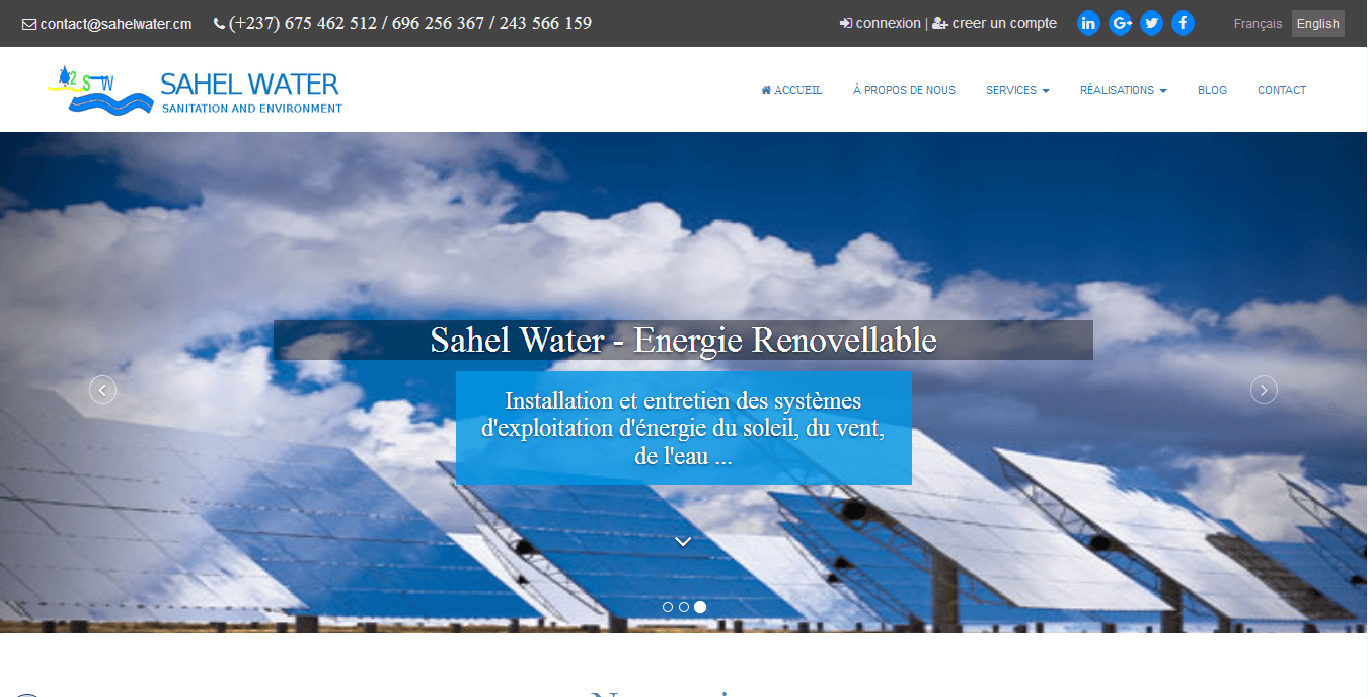 contact@sahelwater.cm
(+237) 675 462 512 / 696 256 367 / 243 566 159
connexion | creer un compte
Français
English
2 S W
SAHEL WATER
SANITATION AND ENVIRONMENT
ACCUEIL
À PROPOS DE NOUS
SERVICES
RÉALISATIONS
BLOG
CONTACT
Sahel Water - Energie Renovellable
Installation et entretien des systèmes
d'exploitation d'énergie du soleil, du vent,
de l'eau ...